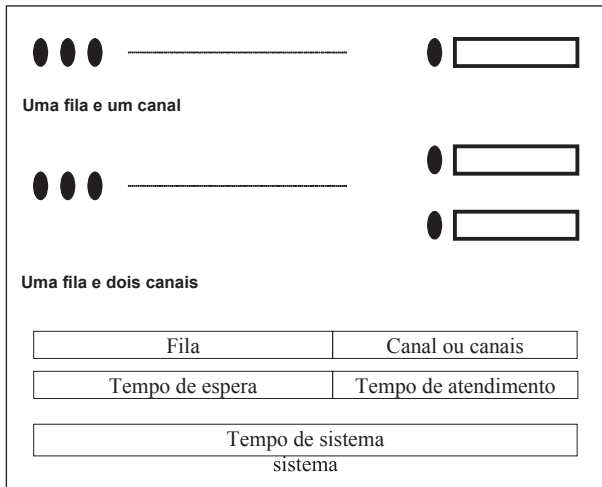 Uma fila e um canal
Uma fila e dois canais
Fila Canal ou canais
Tempo de espera Tempo de atendimento
Tempo de sistema
sistema